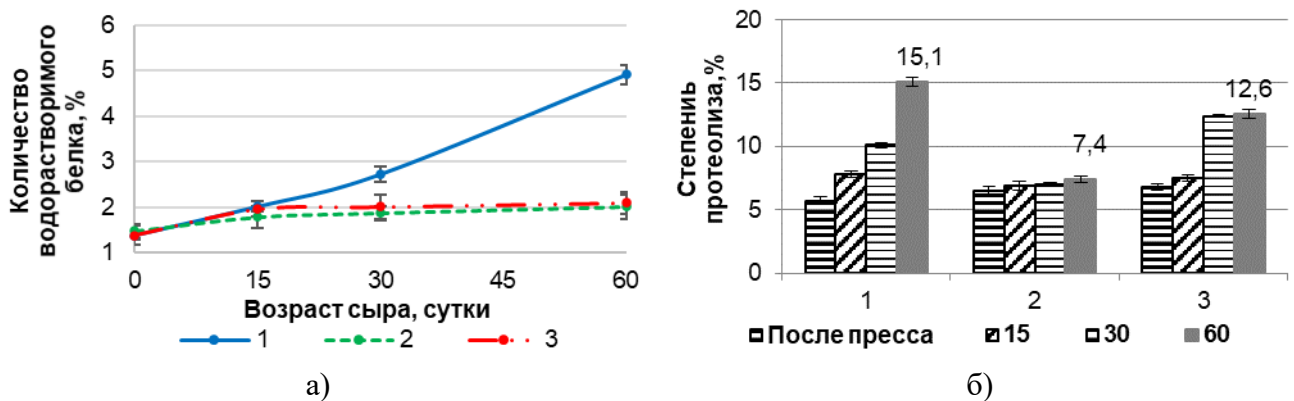 Количество
водорастворимого
белка, %
6
5
4
3
2
1
0 15 30 45 60
Возраст сыра, сутки
1 2 3
а)
Степень
протеолиза,%
20
15
10
5
0
15,1
7,4
12,6
1 2 3
После пресса 15 30 60
б)